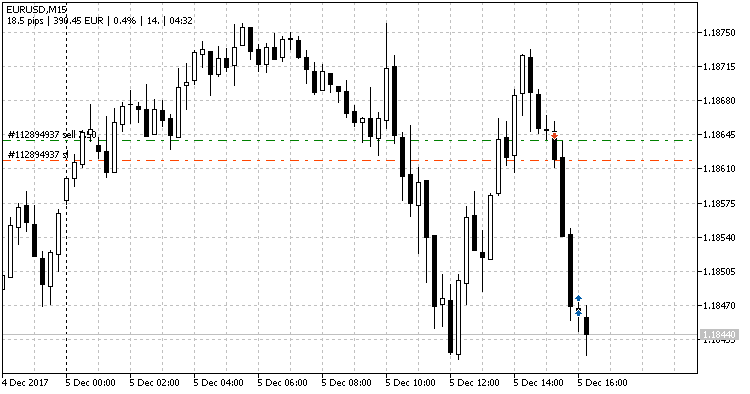 EURUSD,M15
18.5 pips | 390.45 EUR | 0.4% | 14. | 04:32
1.18750
1.18715
1.18680
#112894937 sell 1.50
1.18645
#112894937 sl
1.18610
1.18575
1.18540
1.18505
1.18470
1.18440
1.18435
4 Dec 2017
5 Dec 00:00
5 Dec 02:00
5 Dec 04:00
5 Dec 06:00
5 Dec 08:00
5 Dec 10:00
5 Dec 12:00
5 Dec 14:00
5 Dec 16:00